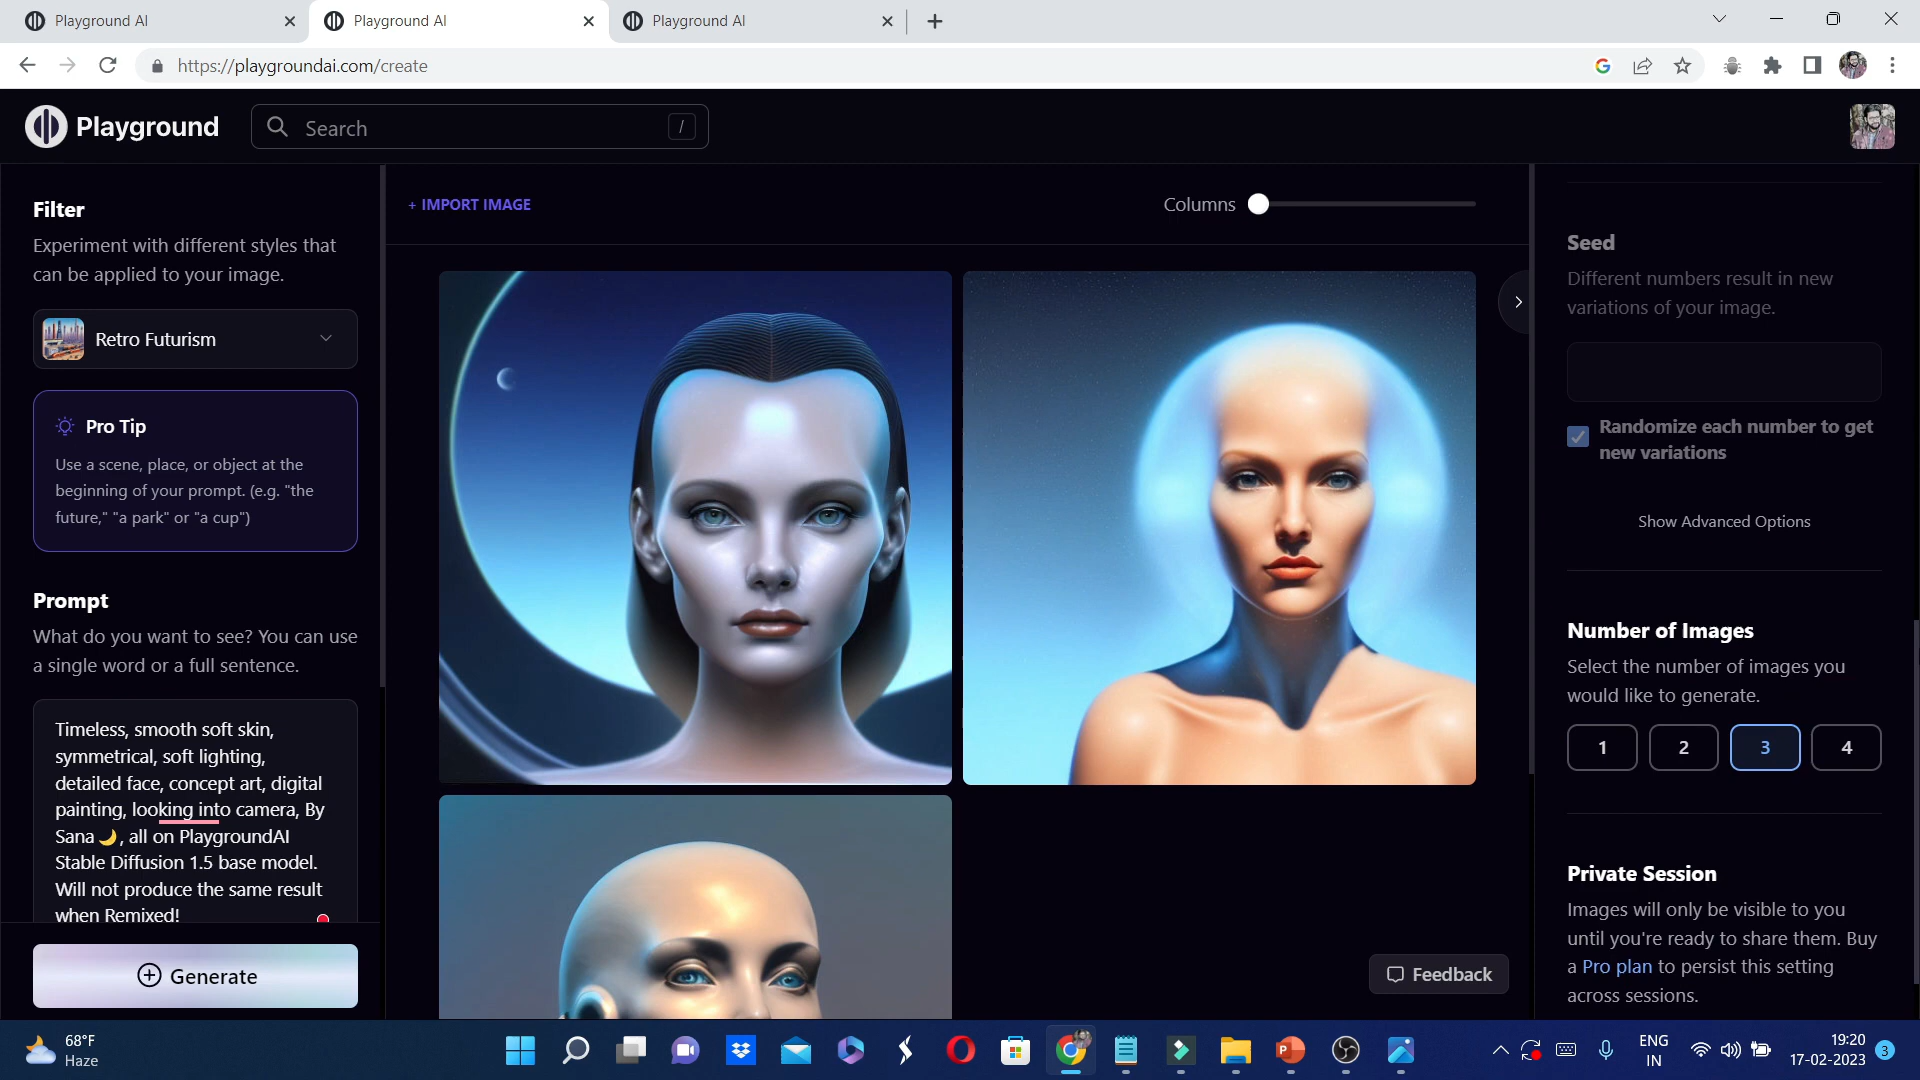 Playground AI
Playground AI
Playground AI
https://playgroundai.com/create
Playground
Search
/
Filter
Experiment with different styles that
can be applied to your image.
Retro Futurism
Pro Tip
Use a scene, place, or object at the
beginning of your prompt. (e.g. "the
future," "a park" or "a cup")
Prompt
What do you want to see? You can use
a single word or a full sentence.
Timeless, smooth soft skin,
symmetrical, soft lighting,
detailed face, concept art, digital
painting, looking into camera, By
Sana🌙, all on PlaygroundAI
Stable Diffusion 1.5 base model.
Will not produce the same result
when Remixed!
Generate
+ IMPORT IMAGE
Columns
Feedback
Seed
Different numbers result in new
variations of your image.
Randomize each number to get
new variations
Show Advanced Options
Number of Images
Select the number of images you
would like to generate.
1 2 3 4
Private Session
Images will only be visible to you
until you're ready to share them. Buy
a Pro plan to persist this setting
across sessions.
68°F
Haze
ENG
IN
19:20
17-02-2023
3